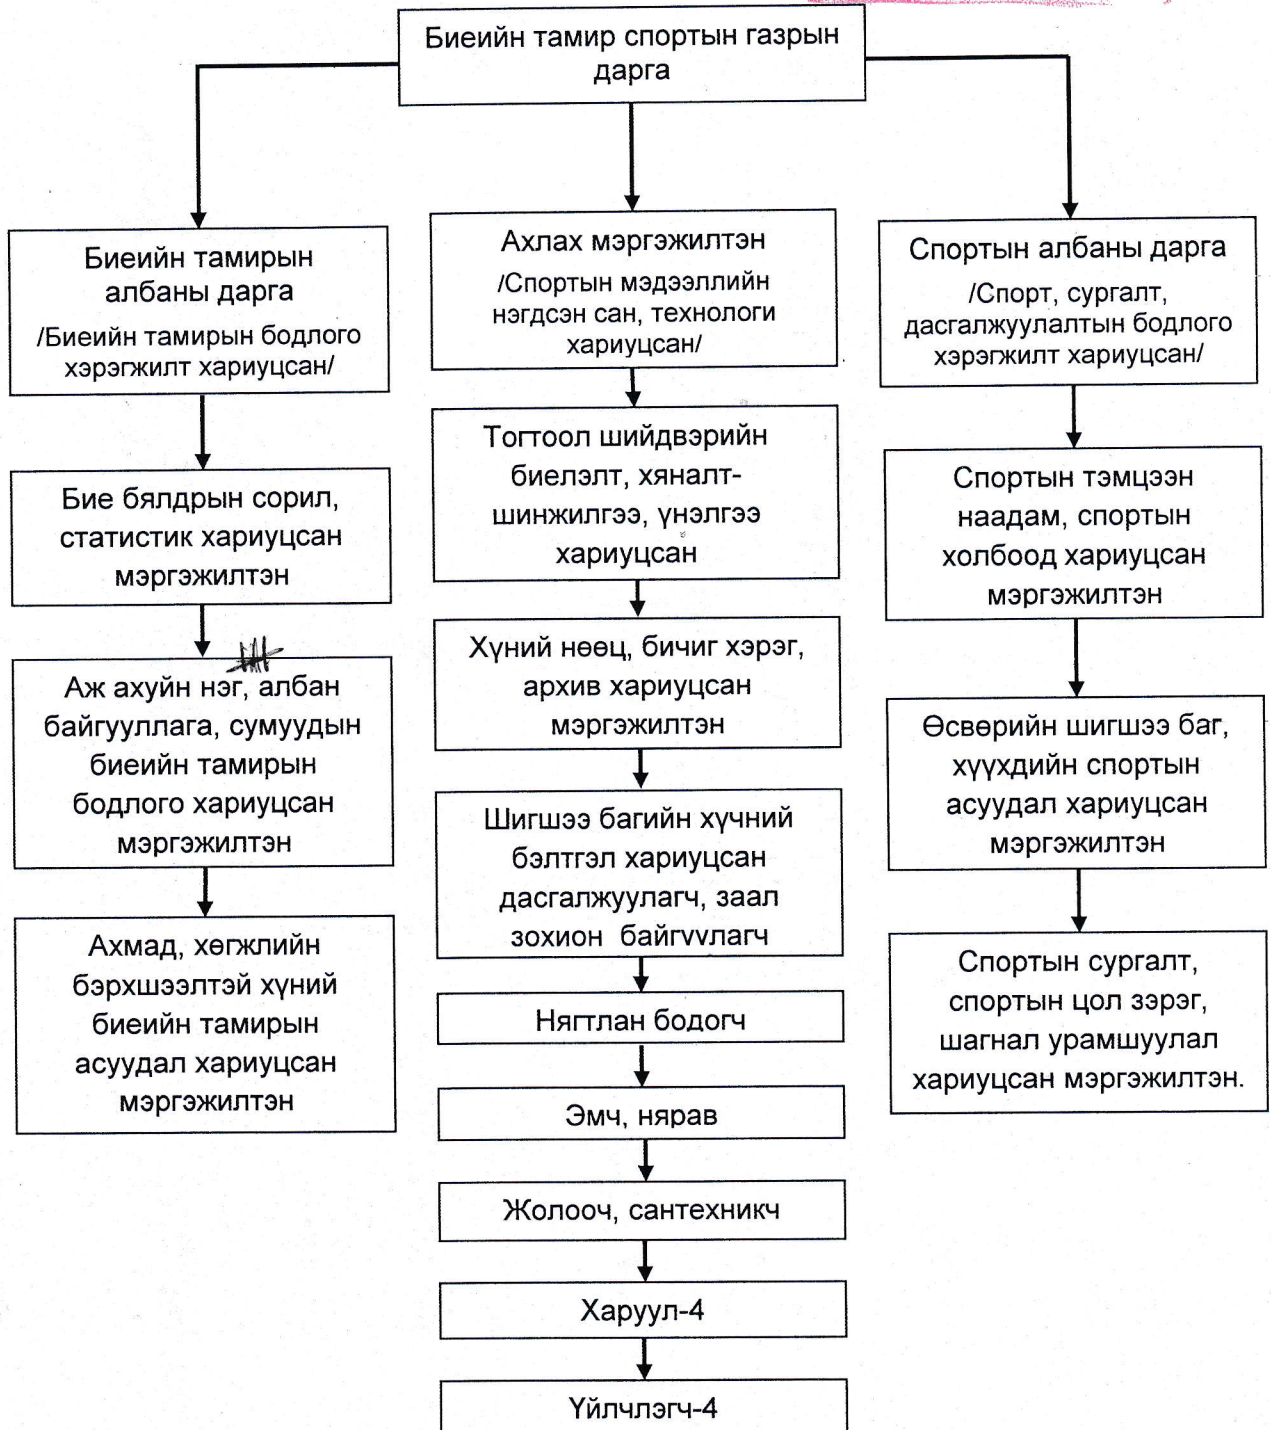 Биеийн тамир спортын газрын
дарга
Биеийн тамирын
албаны дарга
/Биеийн тамирын бодлого
хэрэгжилт хариуцсан/
Бие бялдрын сорил,
статистик хариуцсан
мэргэжилтэн
Аж ахуйн нэг, албан
байгууллага, сумуудын
биеийн тамирын
бодлого хариуцсан
мэргэжилтэн
Ахмад, хөгжлийн
бэрхшээлтэй хүний
биеийн тамирын
асуудал хариуцсан
мэргэжилтэн
Ахлах мэргэжилтэн
/Спортын мэдээллийн
нэгдсэн сан, технологи
хариуцсан/
Тогтоол шийдвэрийн
биелэлт, хяналт-
шинжилгээ, үнэлгээ
хариуцсан
Хүний нөөц, бичиг хэрэг,
архив хариуцсан
мэргэжилтэн
Шигшээ багийн хүчний
бэлтгэл хариуцсан
дасгалжуулагч, заал
зохион байгууллагч
Нягтлан бодогч
Эмч, нярав
Жолооч, сантехникч
Харуул-4
Үйлчлэгч-4
Спортын албаны дарга
/Спорт, сургалт,
дасгалжуулалтын бодлого
хэрэгжилт хариуцсан/
Спортын тэмцээн
наадам, спортын
холбоод хариуцсан
мэргэжилтэн
Өсвөрийн шигшээ баг,
хүүхдийн спортын
асуудал хариуцсан
мэргэжилтэн
Спортын сургалт,
спортын цол зэрэг,
шагнал урамшуулал
хариуцсан мэргэжилтэн.